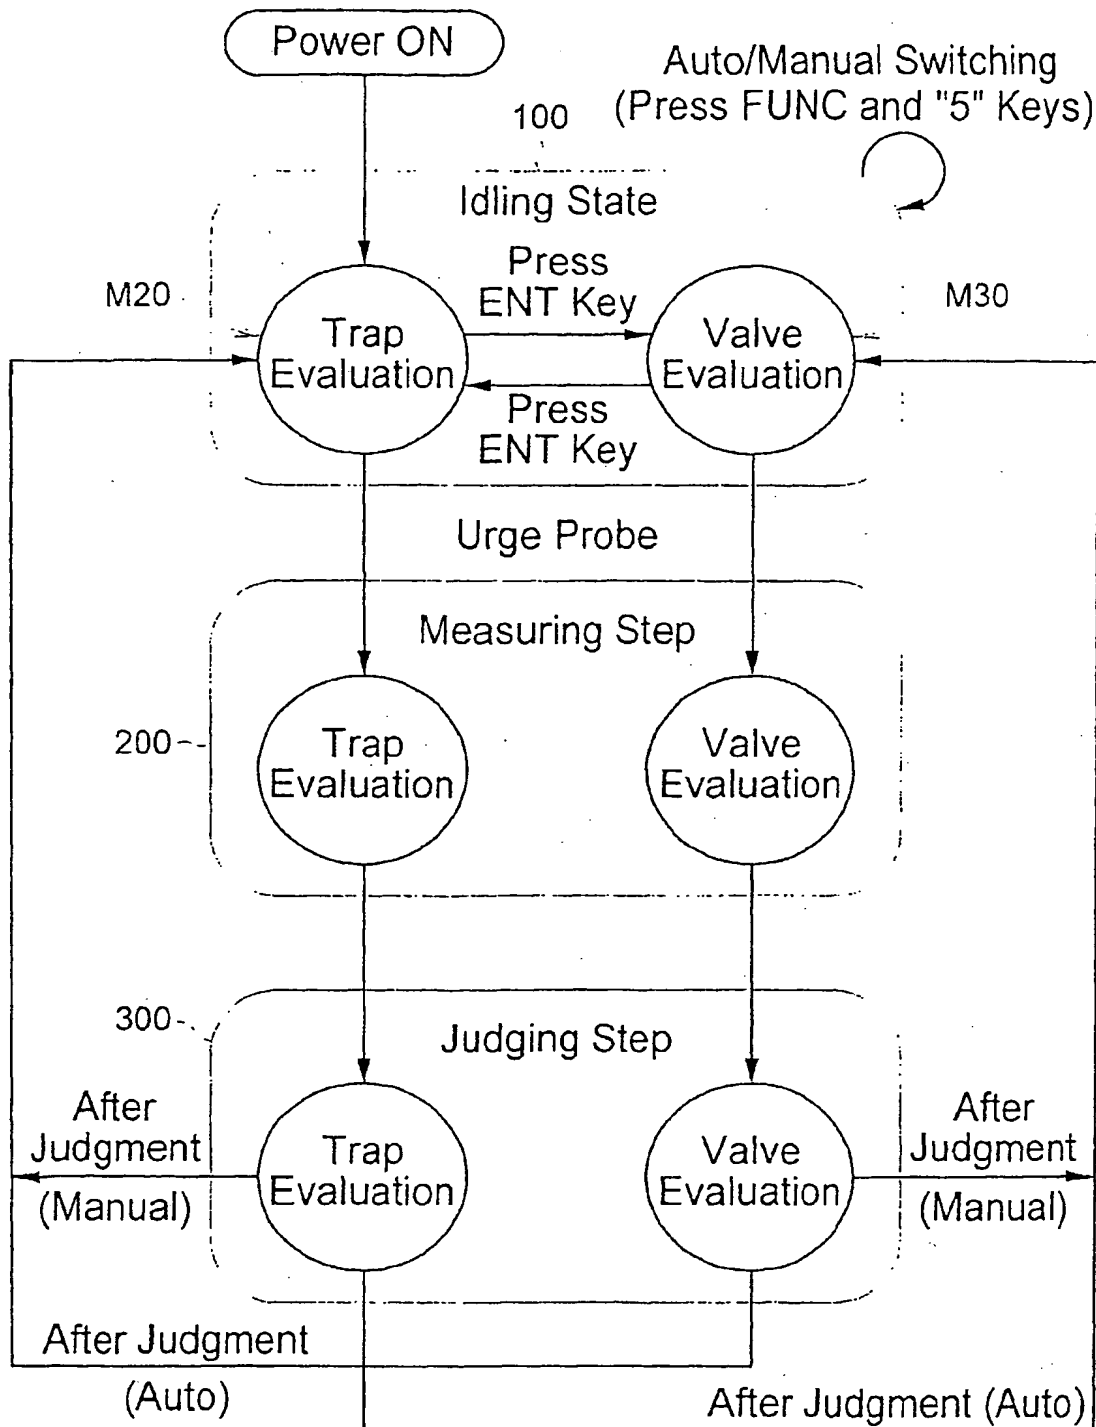 Power ON
Auto/Manual Switching
(Press FUNC and "5" Keys)
100
Idling State
M20
Press
ENT Key
M30
Trap
Evaluation
Valve
Evaluation
Press
ENT Key
Urge Probe
Measuring Step
200
Trap
Evaluation
Valve
Evaluation
300
Judging Step
After
Judgment
(Manual)
Trap
Evaluation
Valve
Evaluation
After
Judgment
(Manual)
After Judgment
(Auto)
After Judgment (Auto)